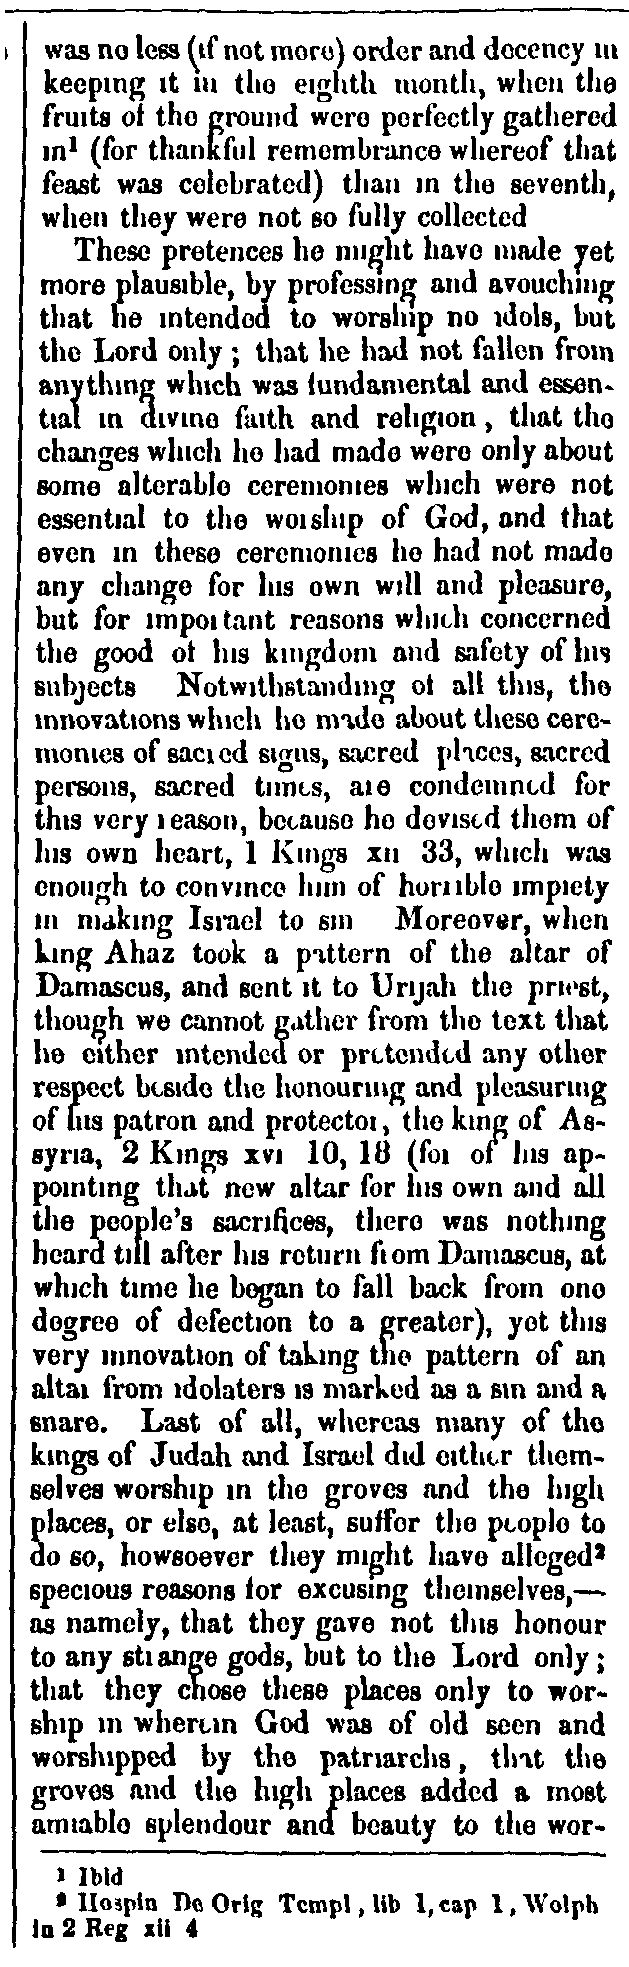 was no less (if not more) order and decency in
keeping it in the eighth month, when the
fruits of the ground were perfectly gathered
in¹ (for thankful remembrance whereof that
feast was celebrated) than in the seventh,
when they were not so fully collected
These pretences he might have made yet
more plausible, by professing and avouching
that he intended to worship no idols, but
the Lord only; that he had not fallen from
anything which was fundamental and essen-
tial in divine faith and religion, that the
changes which he had made were only about
some alterable ceremonies which were not
essential to the worship of God, and that
even in these ceremonies he had not made
any change for his own will and pleasure,
but for important reasons which concerned
the good of his kingdom and safety of his
subjects Notwithstanding of all this, the
innovations which he made about these cere-
monies of sacred signs, sacred places, sacred
persons, sacred times, are condemned for
this very reason, because he devised them of
his own heart, 1 Kings xii 33, which was
enough to convince him of horrible impiety
in making Israel to sin Moreover, when
king Ahaz took a pattern of the altar of
Damascus, and sent it to Urijah the priest,
though we cannot gather from the text that
he either intended or pretended any other
respect beside the honouring and pleasuring
of his patron and protector, the king of As-
syria, 2 Kings xvi 10, 18 (for of his ap-
pointing that new altar for his own and all
the people's sacrifices, there was nothing
heard till after his return from Damascus, at
which time he began to fall back from one
degree of defection to a greater), yet this
very innovation of taking the pattern of an
altar from idolaters is marked as a sin and a
snare. Last of all, whereas many of the
kings of Judah and Israel did either them-
selves worship in the groves and the high
places, or else, at least, suffer the people to
do so, howsoever they might have alleged²
specious reasons for excusing themselves,—
as namely, that they gave not this honour
to any strange gods, but to the Lord only;
that they chose these places only to wor-
ship in wherein God was of old seen and
worshipped by the patriarchs, that the
groves and the high places added a most
amiable splendour and beauty to the wor-
¹ Ibid
² Hospin De Orig Templ, lib 1, cap 1, Wolph
in 2 Reg xii 4